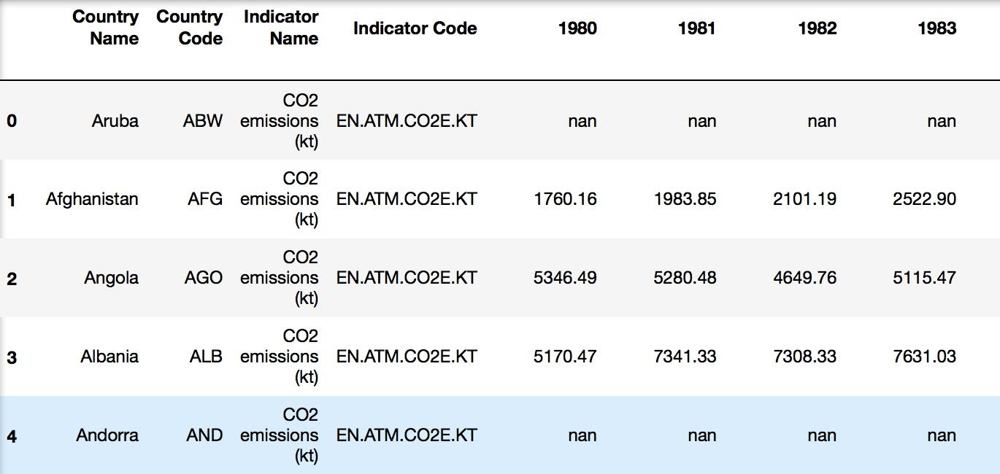 Country Name Country Code Indicator Name Indicator Code 1980 1981 1982 1983
0 Aruba ABW CO2 emissions (kt) EN.ATM.CO2E.KT nan nan nan nan
1 Afghanistan AFG CO2 emissions (kt) EN.ATM.CO2E.KT 1760.16 1983.85 2101.19 2522.90
2 Angola AGO CO2 emissions (kt) EN.ATM.CO2E.KT 5346.49 5280.48 4649.76 5115.47
3 Albania ALB CO2 emissions (kt) EN.ATM.CO2E.KT 5170.47 7341.33 7308.33 7631.03
4 Andorra AND CO2 emissions (kt) EN.ATM.CO2E.KT nan nan nan nan